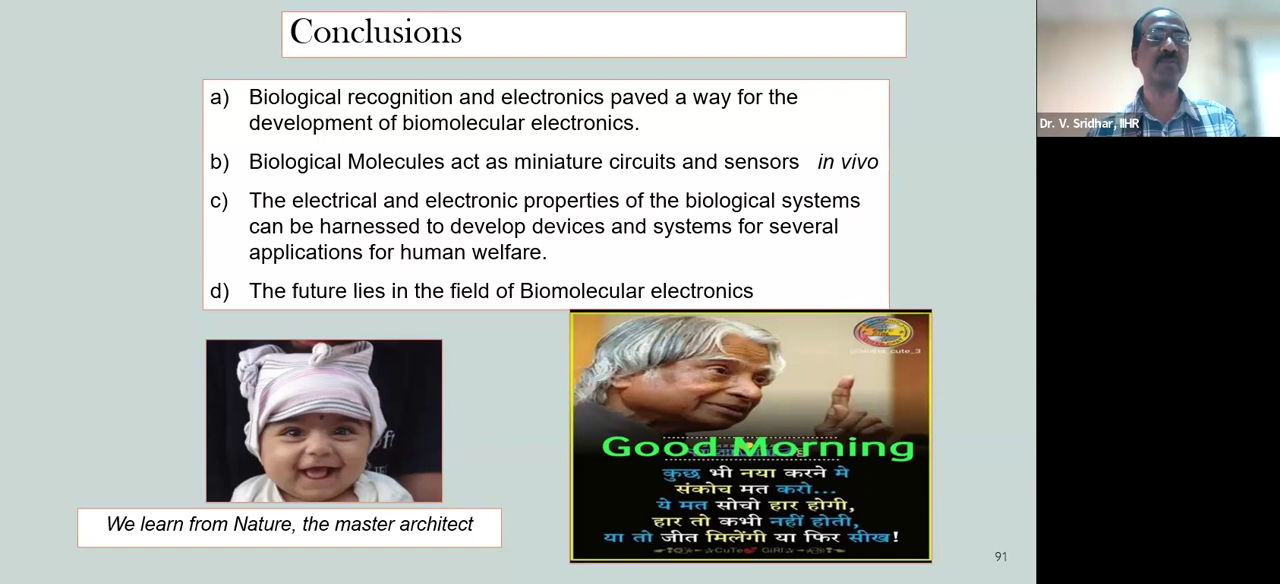 Conclusions
a) Biological recognition and electronics paved a way for the
development of biomolecular electronics.
b) Biological Molecules act as miniature circuits and sensors in vivo
c) The electrical and electronic properties of the biological systems
can be harnessed to develop devices and systems for several
applications for human welfare.
d) The future lies in the field of Biomolecular electronics
Dr. V. Sridhar, IIHR
Good Morning
कुछ भी नया करने मे
संकोच मत करो...
ये मत सोचो हार होगी,
हार तो कभी नहीं होती,
या तो जीत मिलेंगी या फिर सीख!
CuTe GiRl
We learn from Nature, the master architect
91